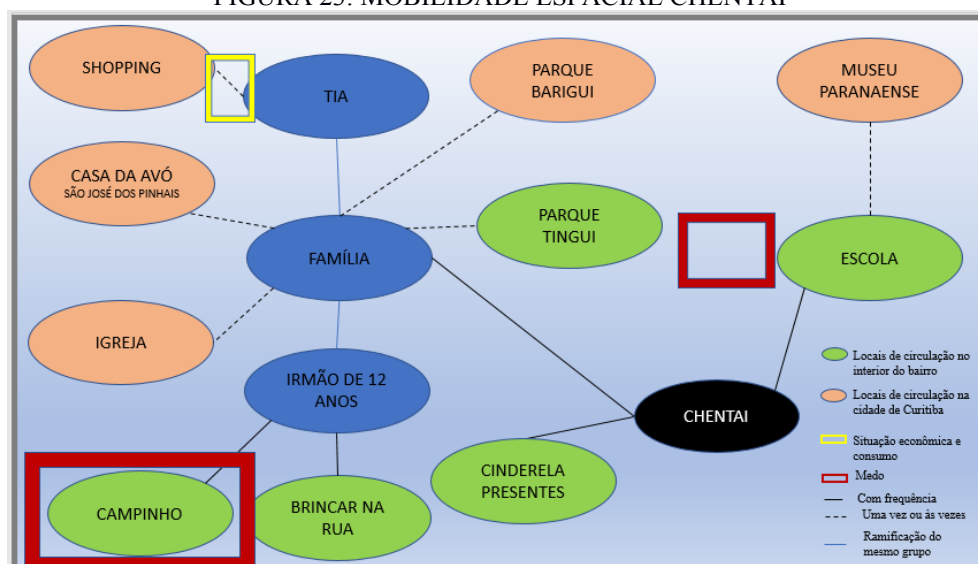 FIGURA 25: MOBILIDADE ESPACIAL CHENTAI
SHOPPING
TIA
PARQUE
BARIGUI
MUSEU
PARANAENSE
CASA DA AVÓ
SÃO JOSÉ DOS PINHAIS
PARQUE
TINGUI
FAMÍLIA
ESCOLA
IGREJA
IRMÃO DE 12
ANOS
CHENTAI
CINDERELA
PRESENTES
CAMPINHO
BRINCAR NA
RUA
Locais de circulação no
interior do bairro
Locais de circulação na
cidade de Curitiba
Situação econômica e
consumo
Medo
Com frequência
Uma vez ou às vezes
Ramificação do
mesmo grupo